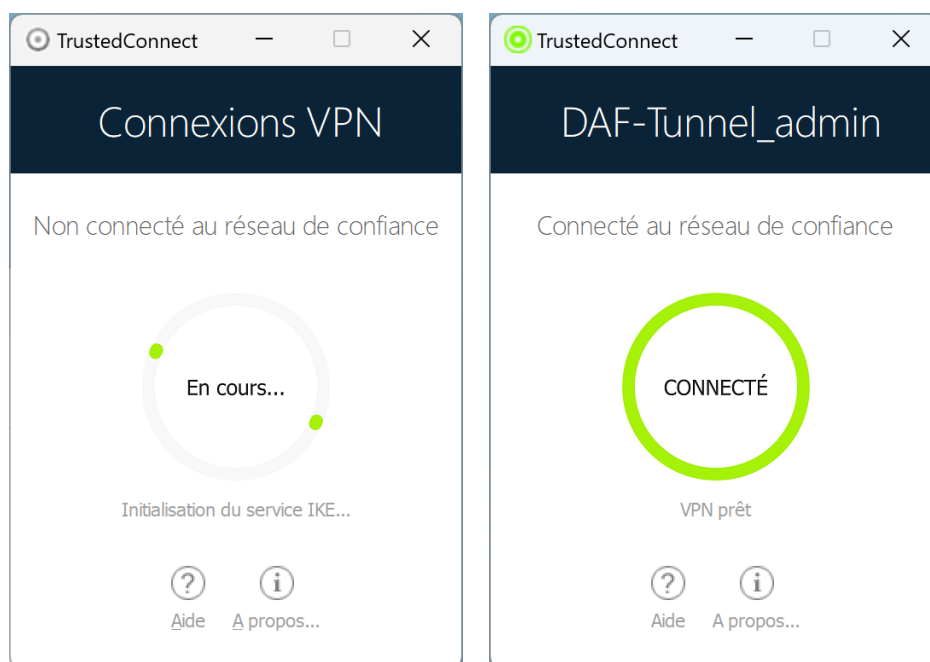 TrustedConnect
Connexions VPN
Non connecté au réseau de confiance
En cours...
Initialisation du service IKE...
? i
Aide A propos...
TrustedConnect
DAF-Tunnel_admin
Connecté au réseau de confiance
CONNECTÉ
VPN prêt
? i
Aide A propos...